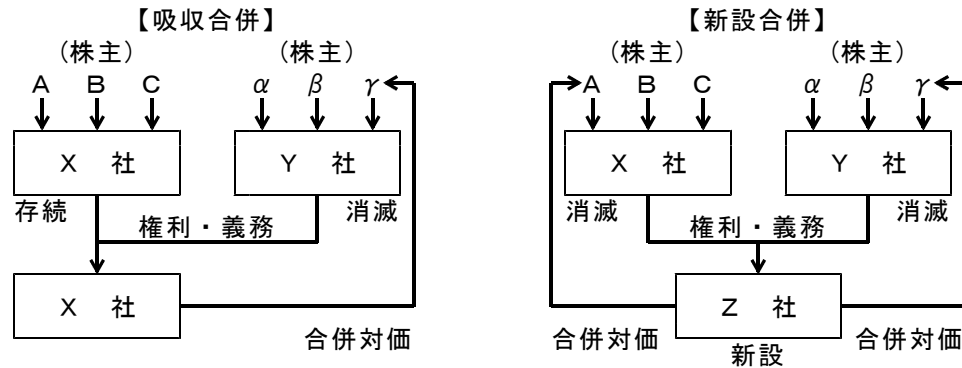 【吸収合併】
(株主) (株主)
A B C α β γ
X 社 Y 社
存続 消滅
権利・義務
X 社
合併対価
【新設合併】
(株主) (株主)
A B C α β γ
X 社 Y 社
消滅 消滅
権利・義務
Z 社
合併対価 合併対価
新設